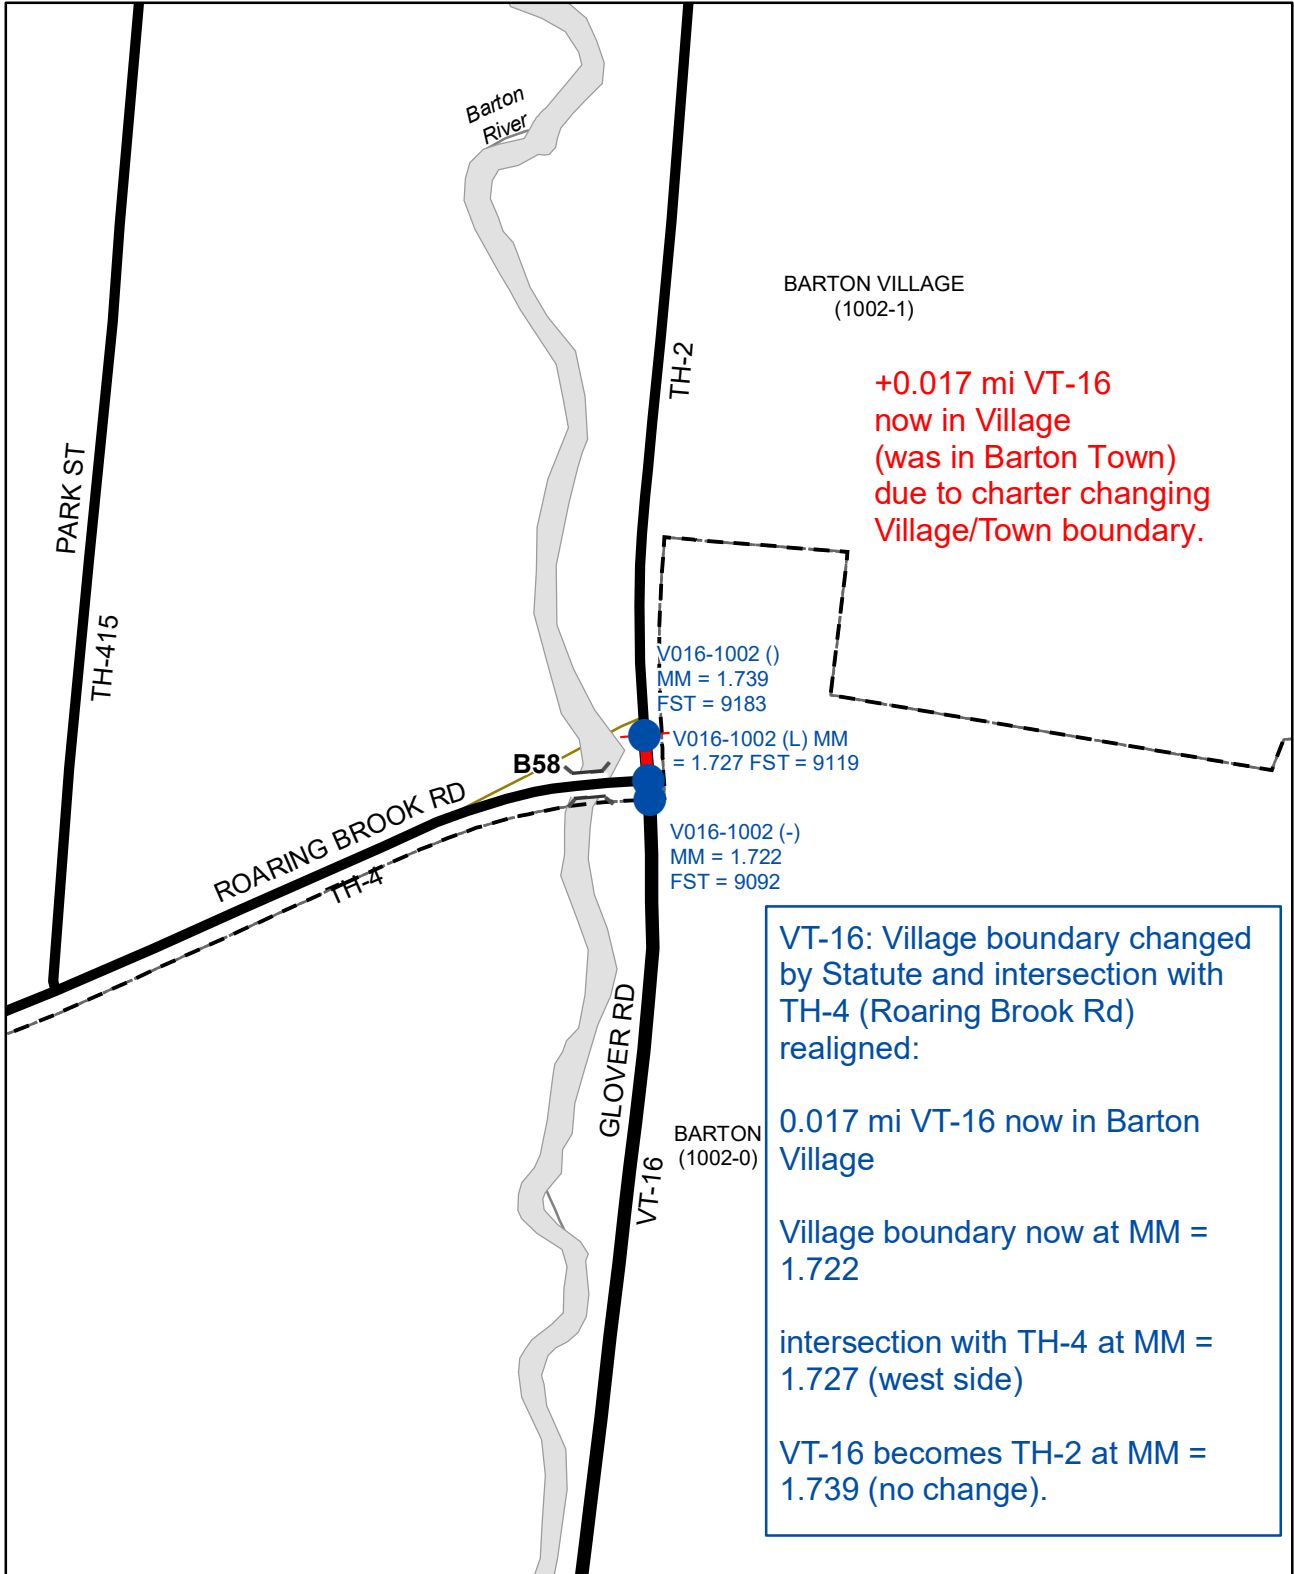 Barton
River
BARTON VILLAGE
(1002-1)
TH-2
+0.017 mi VT-16
now in Village
(was in Barton Town)
due to charter changing
Village/Town boundary.
PARK ST
TH-415
V016-1002 ()
MM = 1.739
FST = 9183
V016-1002 (L) MM
= 1.727 FST = 9119
B58
ROARING BROOK RD
TH-4
V016-1002 (-)
MM = 1.722
FST = 9092
VT-16: Village boundary changed
by Statute and intersection with
TH-4 (Roaring Brook Rd)
realigned:
0.017 mi VT-16 now in Barton
Village
Village boundary now at MM =
1.722
intersection with TH-4 at MM =
1.727 (west side)
VT-16 becomes TH-2 at MM =
1.739 (no change).
GLOVER RD
BARTON
(1002-0)
VT-16